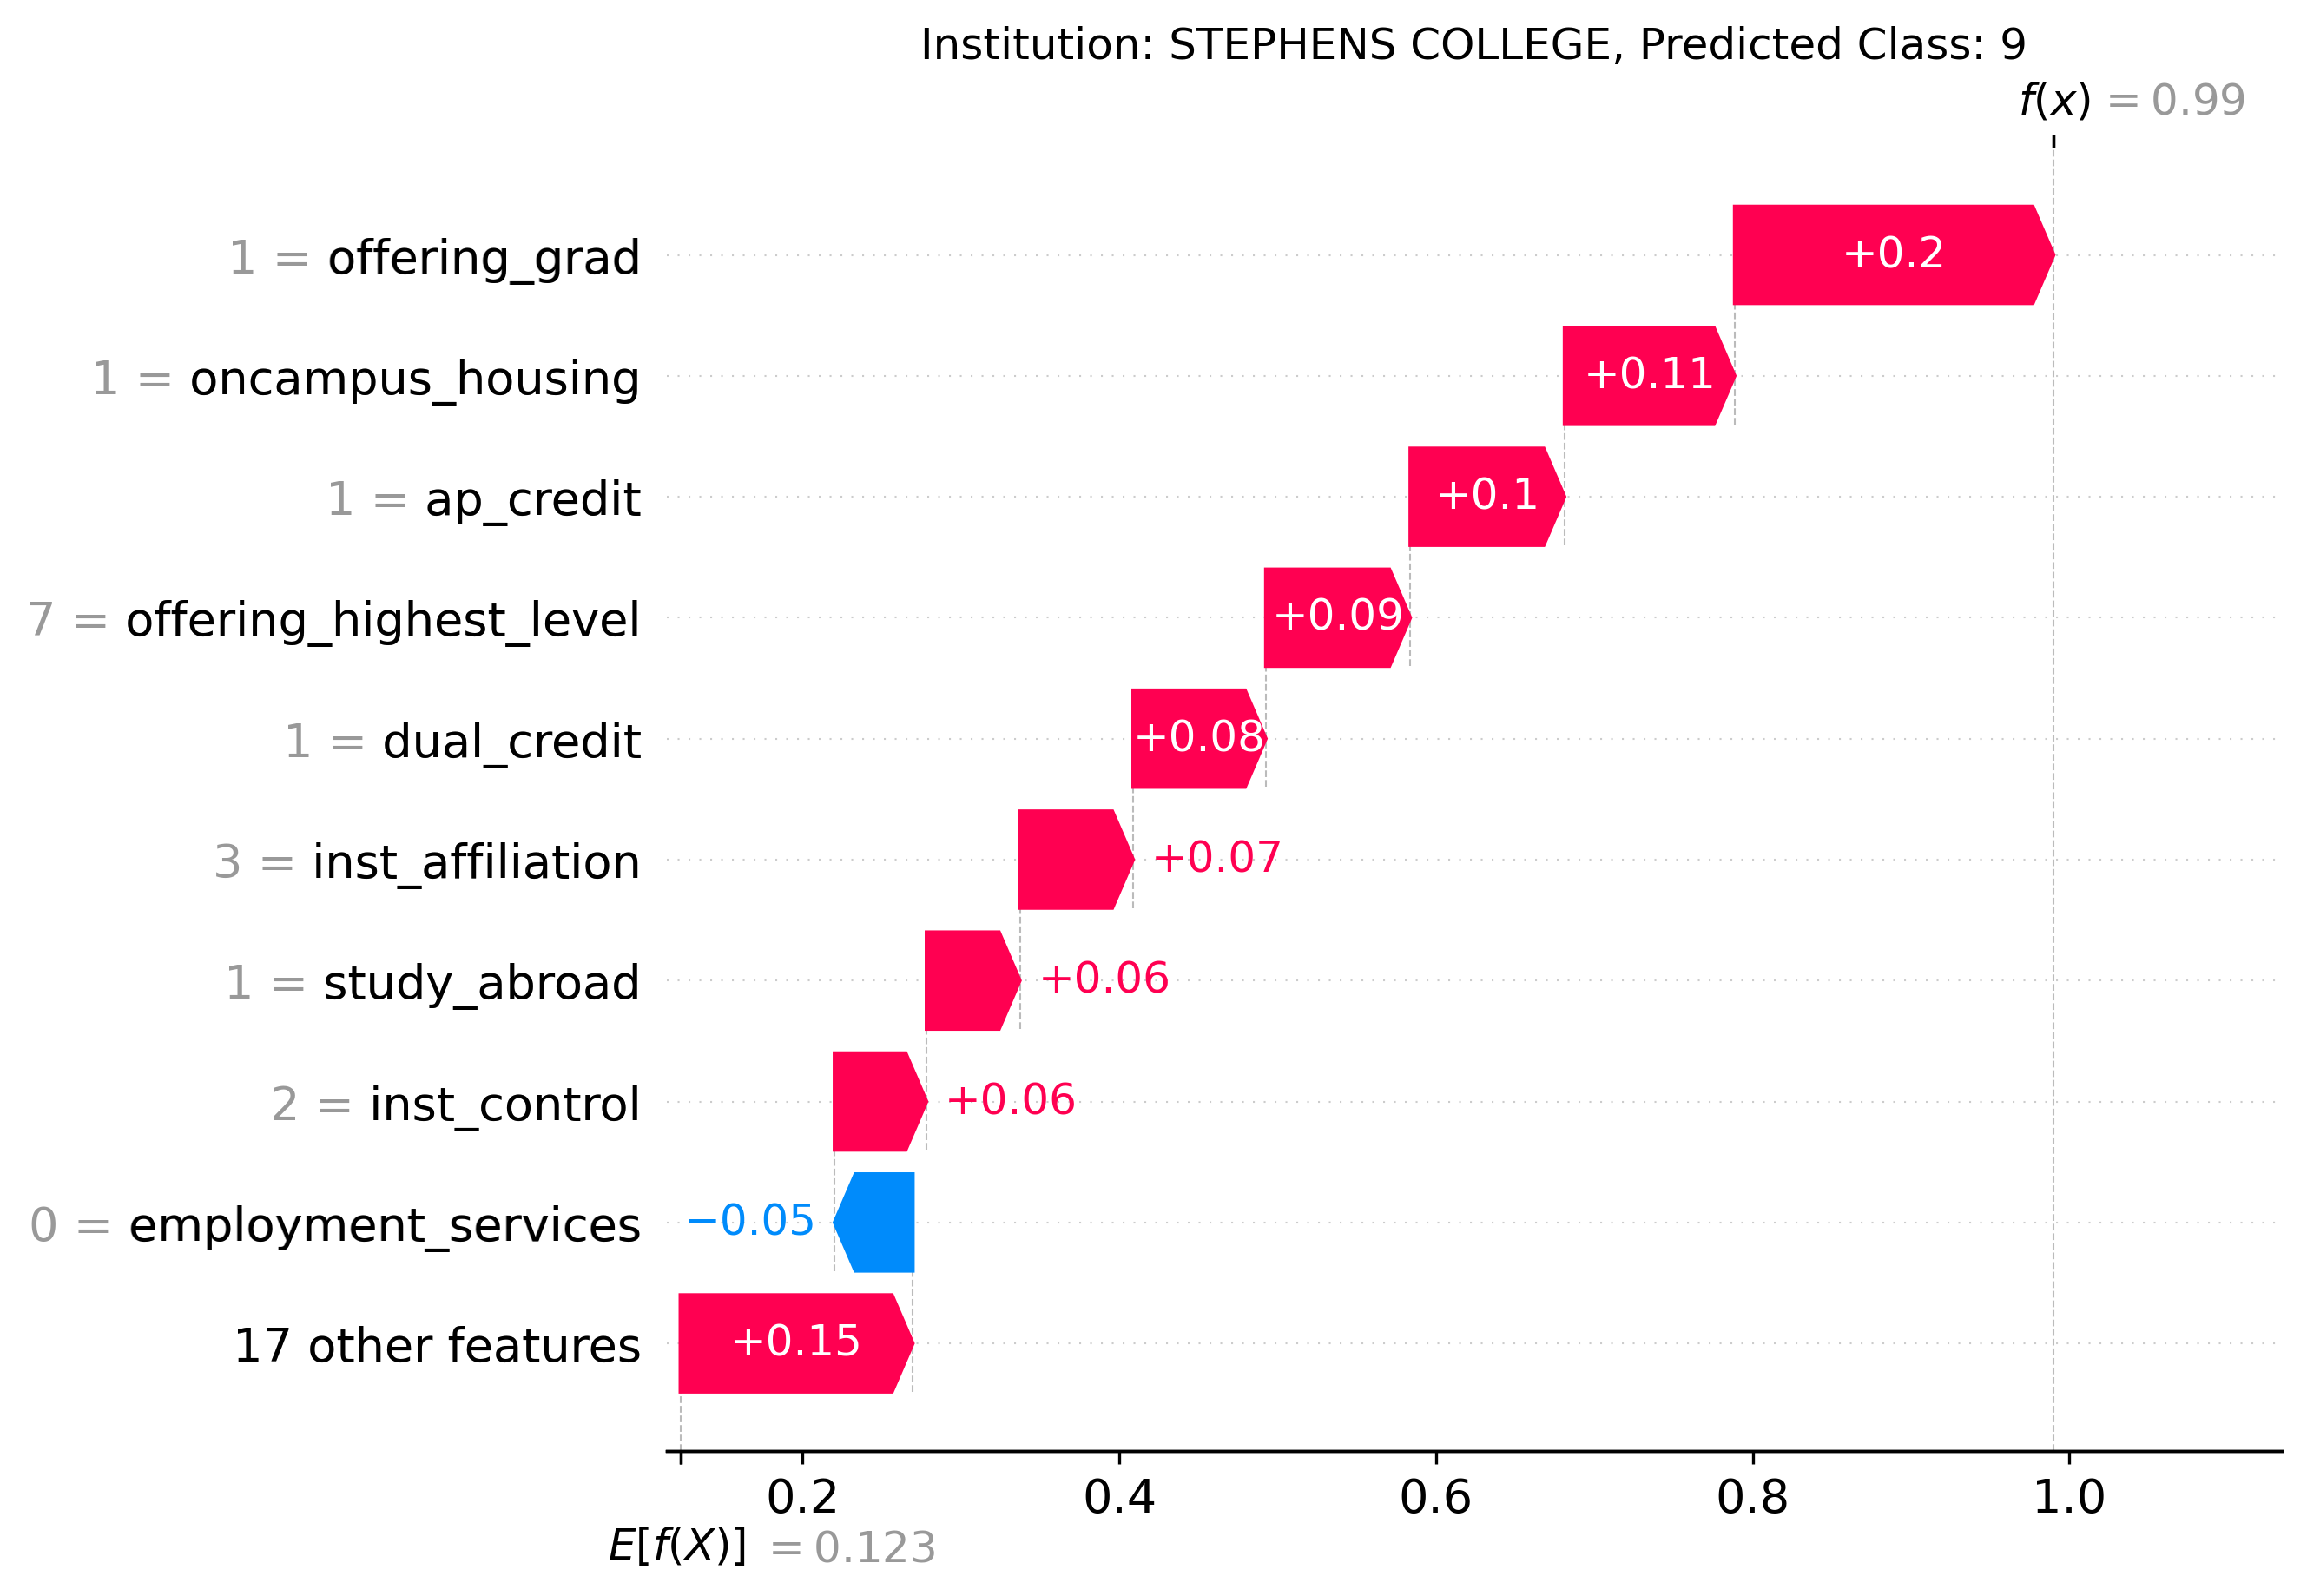 Institution: STEPHENS COLLEGE, Predicted Class: 9
f(x) = 0.99
1 = offering_grad +0.2
1 = oncampus_housing +0.11
1 = ap_credit +0.1
7 = offering_highest_level +0.09
1 = dual_credit +0.08
3 = inst_affiliation +0.07
1 = study_abroad +0.06
2 = inst_control +0.06
0 = employment_services −0.05
17 other features +0.15
0.2 0.4 0.6 0.8 1.0
E[f(X)] = 0.123